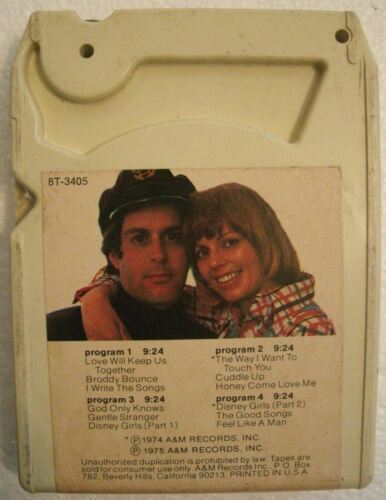 8T-3405
program 1 9:24
Love Will Keep Us
Together
Broddy Bounce
I Write The Songs
program 2 9:24
*The Way I Want To
Touch You
Cuddle Up
Honey Come Love Me
program 3 9:24
God Only Knows
Gentle Stranger
Disney Girls (Part 1)
program 4 9:24
*Disney Girls (Part 2)
The Good Songs
Feel Like A Man
*Ⓟ1974 A&M RECORDS, INC.
Ⓟ1975 A&M RECORDS, INC.
Unauthorized duplication is prohibited by law. Tapes are
sold for consumer use only. A&M Records Inc. P.O. Box
782, Beverly Hills, California 90213. PRINTED IN U.S.A